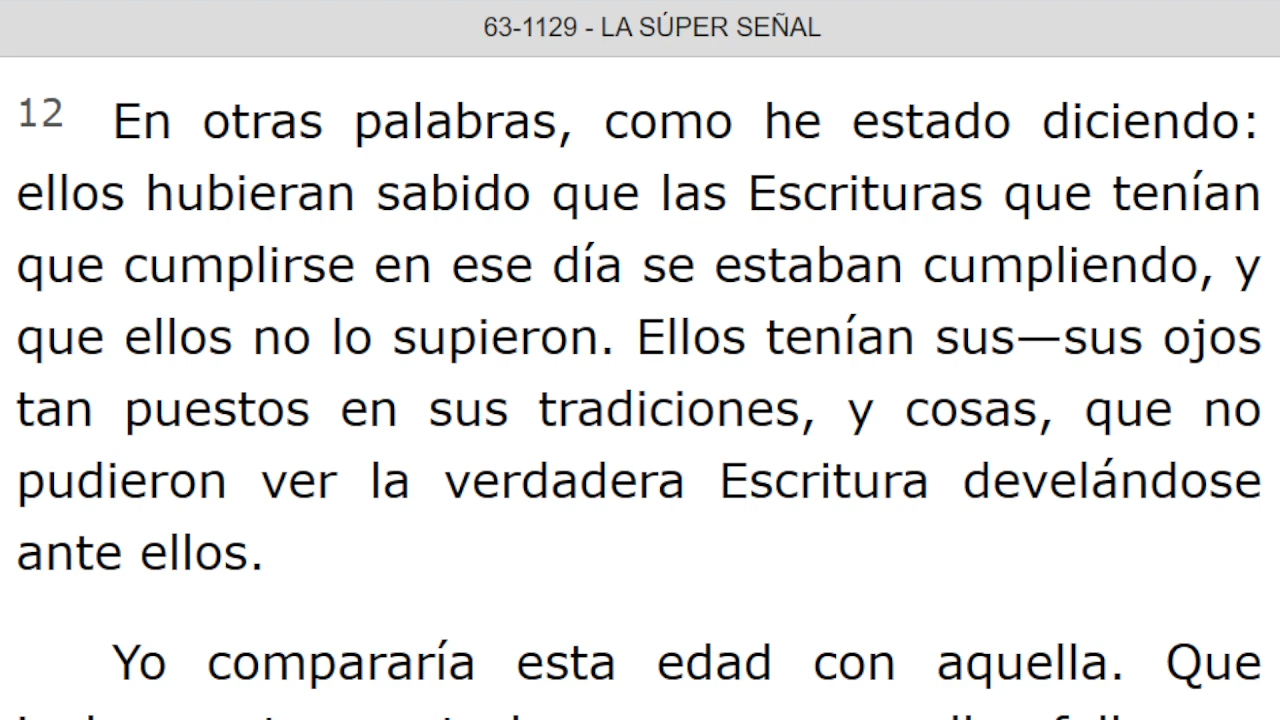 63-1129 - LA SÚPER SEÑAL
12 En otras palabras, como he estado diciendo:
ellos hubieran sabido que las Escrituras que tenían
que cumplirse en ese día se estaban cumpliendo, y
que ellos no lo supieron. Ellos tenían sus—sus ojos
tan puestos en sus tradiciones, y cosas, que no
pudieron ver la verdadera Escritura develándose
ante ellos.
Yo compararía esta edad con aquella. Que